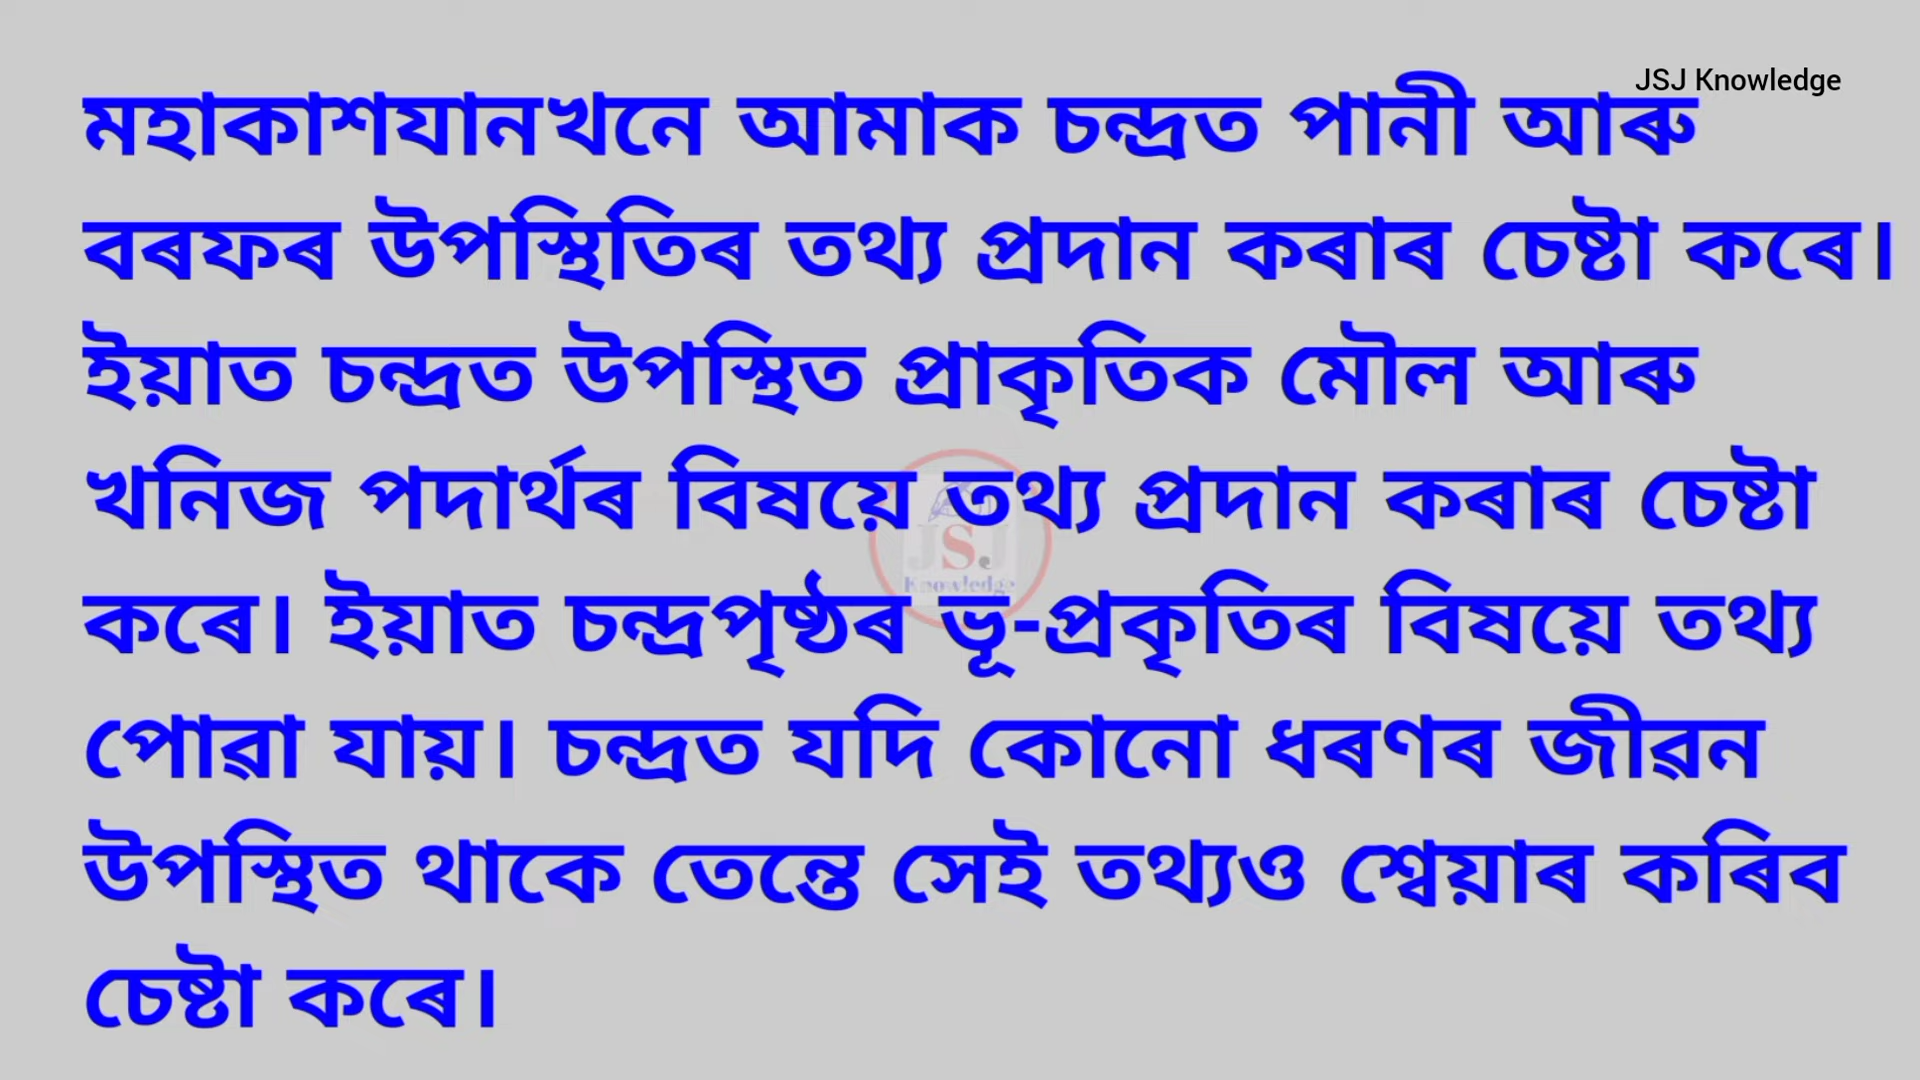 JSJ Knowledge
মহাকাশযানখনে আমাক চন্দ্ৰত পানী আৰু
বৰফৰ উপস্থিতিৰ তথ্য প্ৰদান কৰাৰ চেষ্টা কৰে।
ইয়াত চন্দ্ৰত উপস্থিত প্ৰাকৃতিক মৌল আৰু
খনিজ পদাৰ্থৰ বিষয়ে তথ্য প্ৰদান কৰাৰ চেষ্টা
JSJ
Knowledge
কৰে। ইয়াত চন্দ্ৰপৃষ্ঠৰ ভূ-প্ৰকৃতিৰ বিষয়ে তথ্য
পোৱা যায়। চন্দ্ৰত যদি কোনো ধৰণৰ জীৱন
উপস্থিত থাকে তেন্তে সেই তথ্যও শ্বেয়াৰ কৰিব
চেষ্টা কৰে।